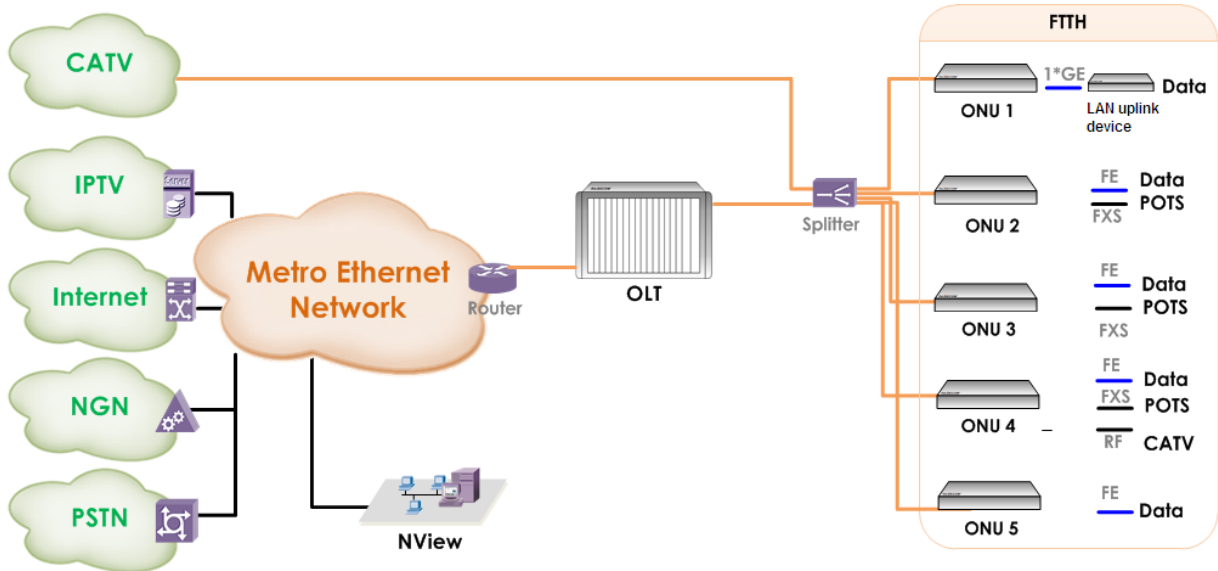 FTTH
CATV
1*GE
Data
ONU 1
LAN uplink
device
IPTV
Server
FE
Data
POTS
FXS
Splitter
ONU 2
Metro Ethernet
Network
Internet
Router
OLT
FE
Data
POTS
ONU 3
FXS
FE
Data
NGN
FXS
POTS
ONU 4
_
RF
CATV
PSTN
FE
Data
NView
ONU 5